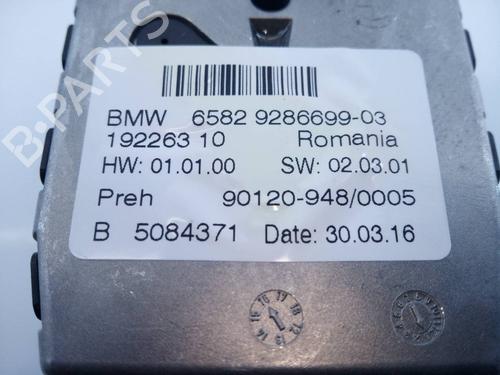 BMW 6582 9286699-03
192263 10 Romania
HW: 01.01.00 SW: 02.03.01
Preh 90120-948/0005
B 5084371 Date: 30.03.16
B-PARTS